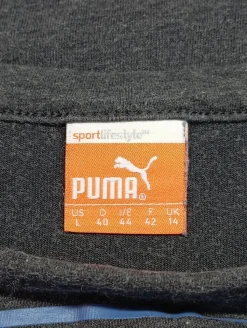 sportlifestyle
PUMA®
US D I/E F UK
L 40 44 42 14